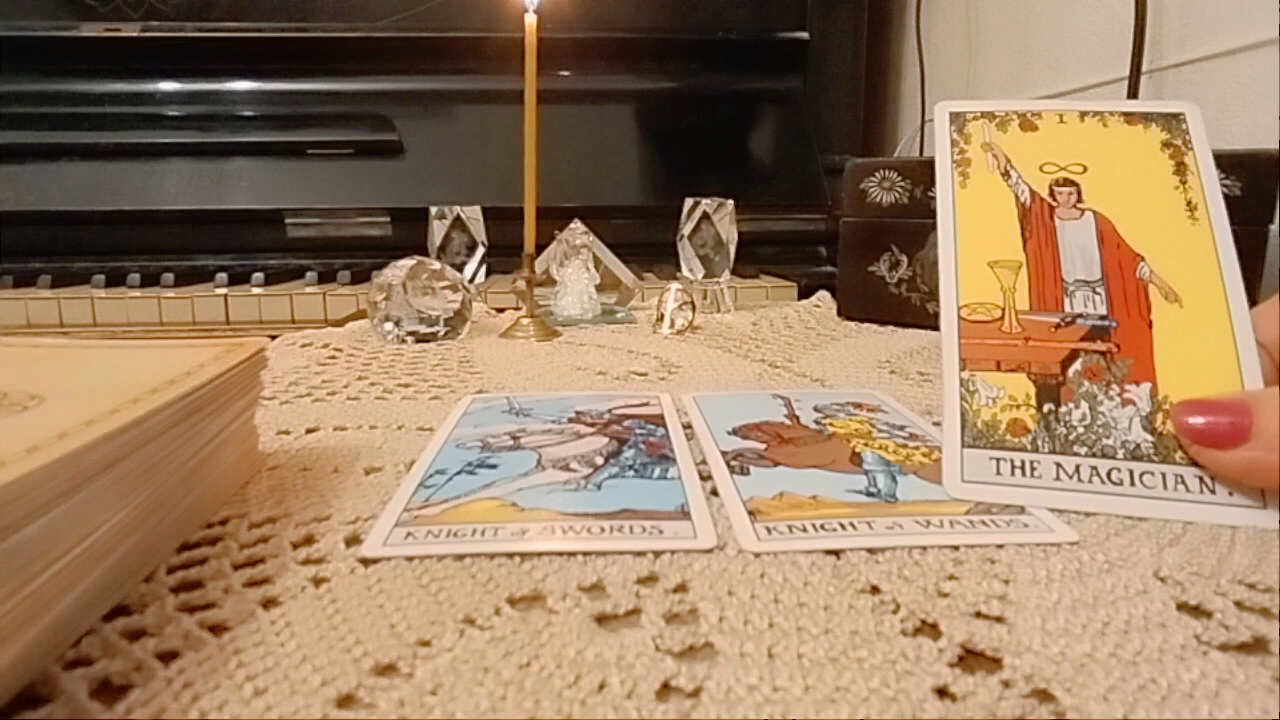 KNIGHT of SWORDS.
KNIGHT of WANDS.
I
THE MAGICIAN.